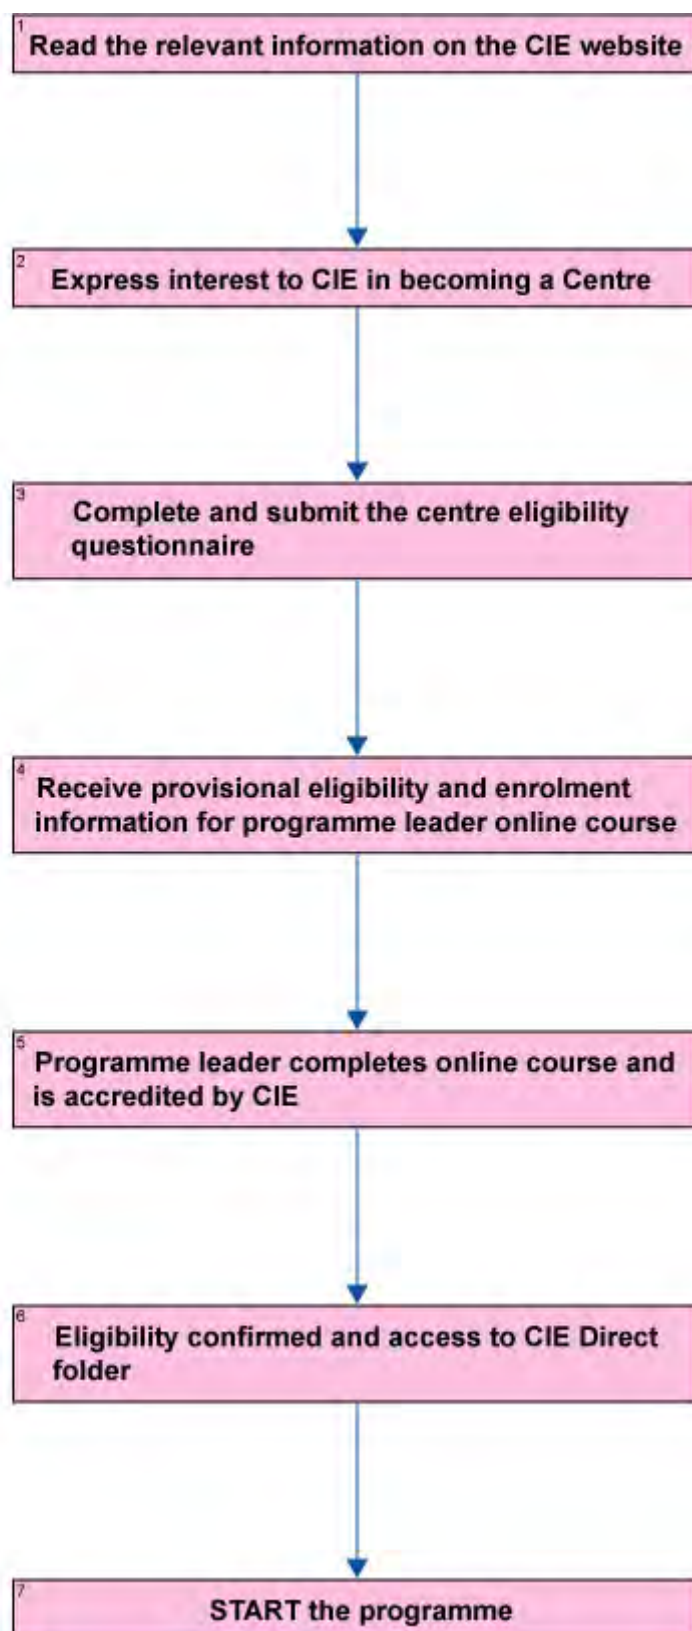 1
Read the relevant information on the CIE website
2
Express interest to CIE in becoming a Centre
3
Complete and submit the centre eligibility
questionnaire
4
Receive provisional eligibility and enrolment
information for programme leader online course
5
Programme leader completes online course and
is accredited by CIE
6
Eligibility confirmed and access to CIE Direct
folder
7
START the programme